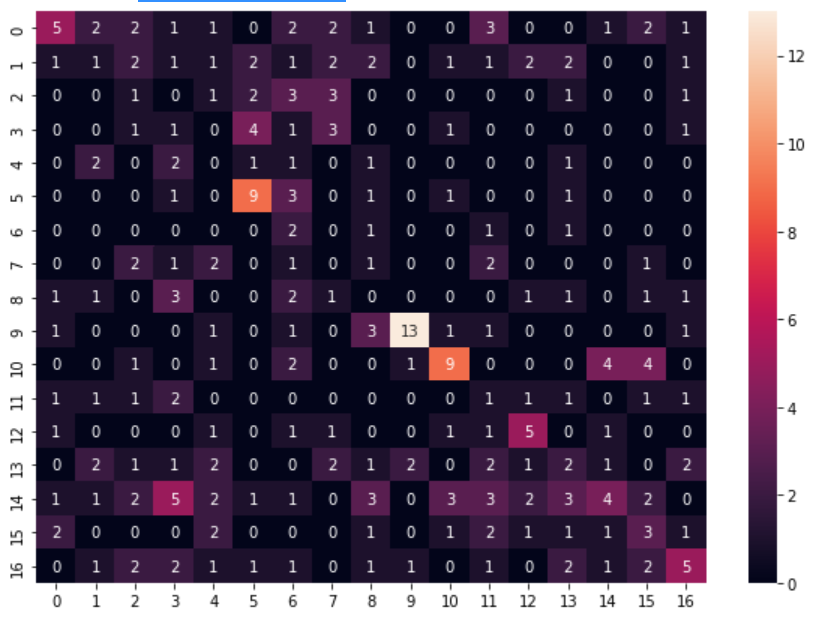 0 5 2 2 1 1 0 2 2 1 0 0 3 0 0 1 2 1
1 1 1 2 1 1 2 1 2 2 0 1 1 2 2 0 0 1
2 0 0 1 0 1 2 3 3 0 0 0 0 0 1 0 0 1
3 0 0 1 1 0 4 1 3 0 0 1 0 0 0 0 0 1
4 0 2 0 2 0 1 1 0 1 0 0 0 0 1 0 0 0
5 0 0 0 1 0 9 3 0 1 0 1 0 0 1 0 0 0
6 0 0 0 0 0 0 2 0 1 0 0 1 0 1 0 0 0
7 0 0 2 1 2 0 1 0 1 0 0 2 0 0 0 1 0
8 1 1 0 3 0 0 2 1 0 0 0 0 1 1 0 1 1
9 1 0 0 0 1 0 1 0 3 13 1 1 0 0 0 0 1
10 0 0 1 0 1 0 2 0 0 1 9 0 0 0 4 4 0
11 1 1 1 2 0 0 0 0 0 0 0 1 1 1 0 1 1
12 1 0 0 0 1 0 1 1 0 0 1 1 5 0 1 0 0
13 0 2 1 1 2 0 0 2 1 2 0 2 1 2 1 0 2
14 1 1 2 5 2 1 1 0 3 0 3 3 2 3 4 2 0
15 2 0 0 0 2 0 0 0 1 0 1 2 1 1 1 3 1
16 0 1 2 2 1 1 1 0 1 1 0 1 0 2 1 2 5
0 1 2 3 4 5 6 7 8 9 10 11 12 13 14 15 16
12
10
8
6
4
2
0